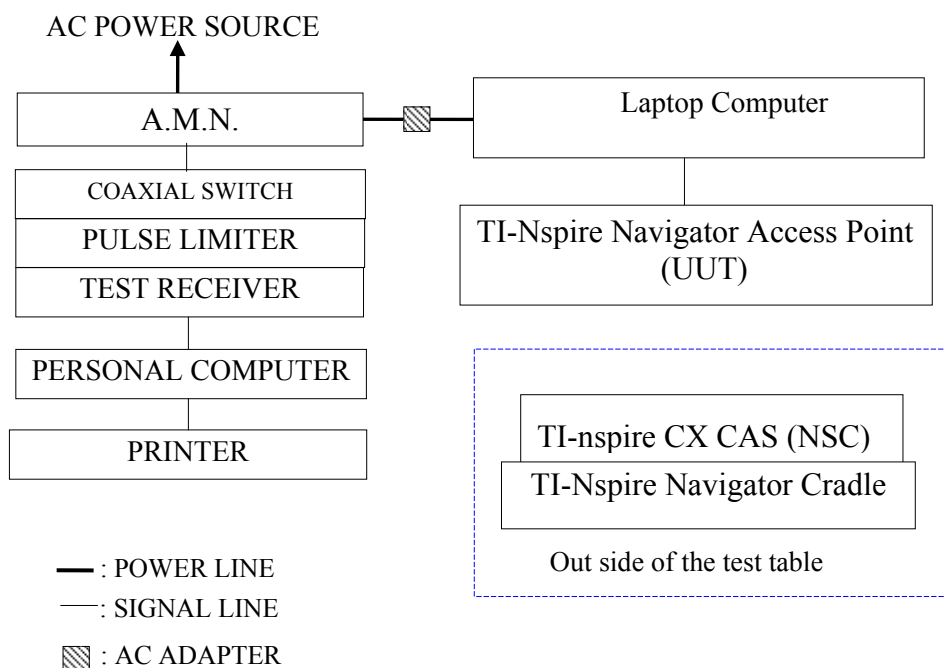 AC POWER SOURCE
A.M.N.
Laptop Computer
COAXIAL SWITCH
PULSE LIMITER
TEST RECEIVER
TI-Nspire Navigator Access Point
(UUT)
PERSONAL COMPUTER
PRINTER
TI-nspire CX CAS (NSC)
TI-Nspire Navigator Cradle
Out side of the test table
: POWER LINE
: SIGNAL LINE
: AC ADAPTER